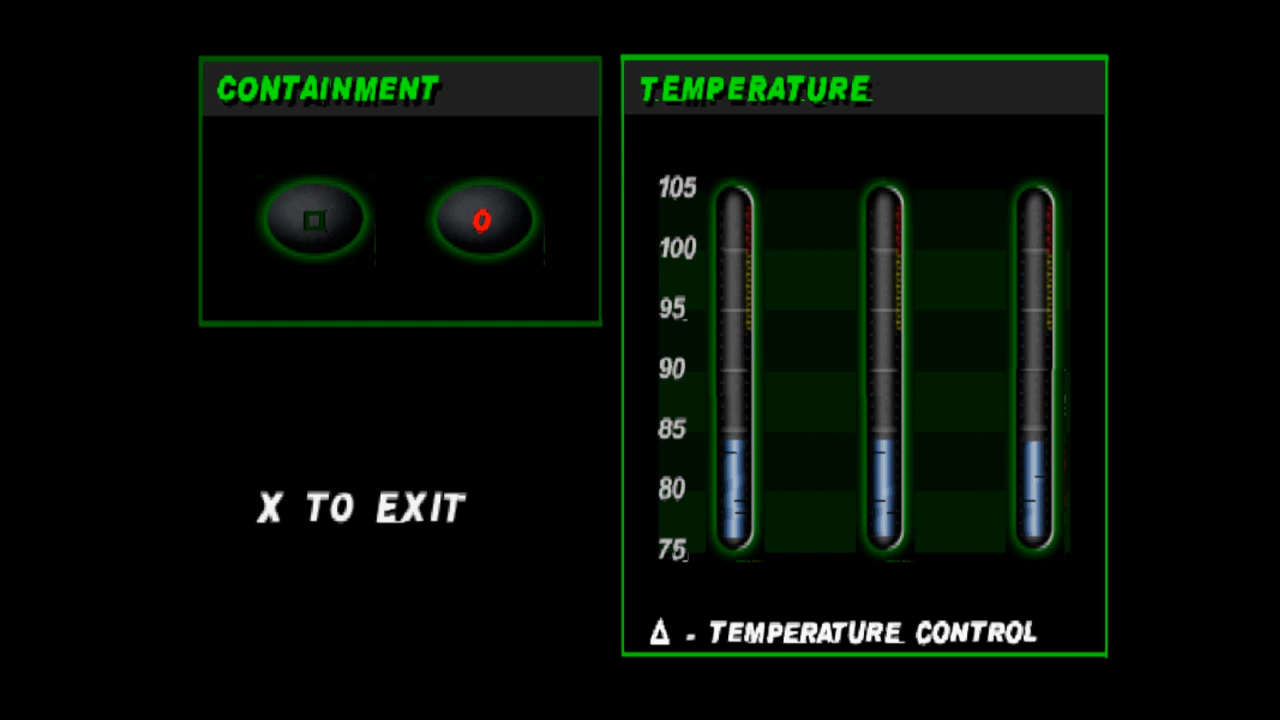 CONTAINMENT
□ O
X TO EXIT
TEMPERATURE
105
100
95
90
85
80
75
Δ - TEMPERATURE CONTROL